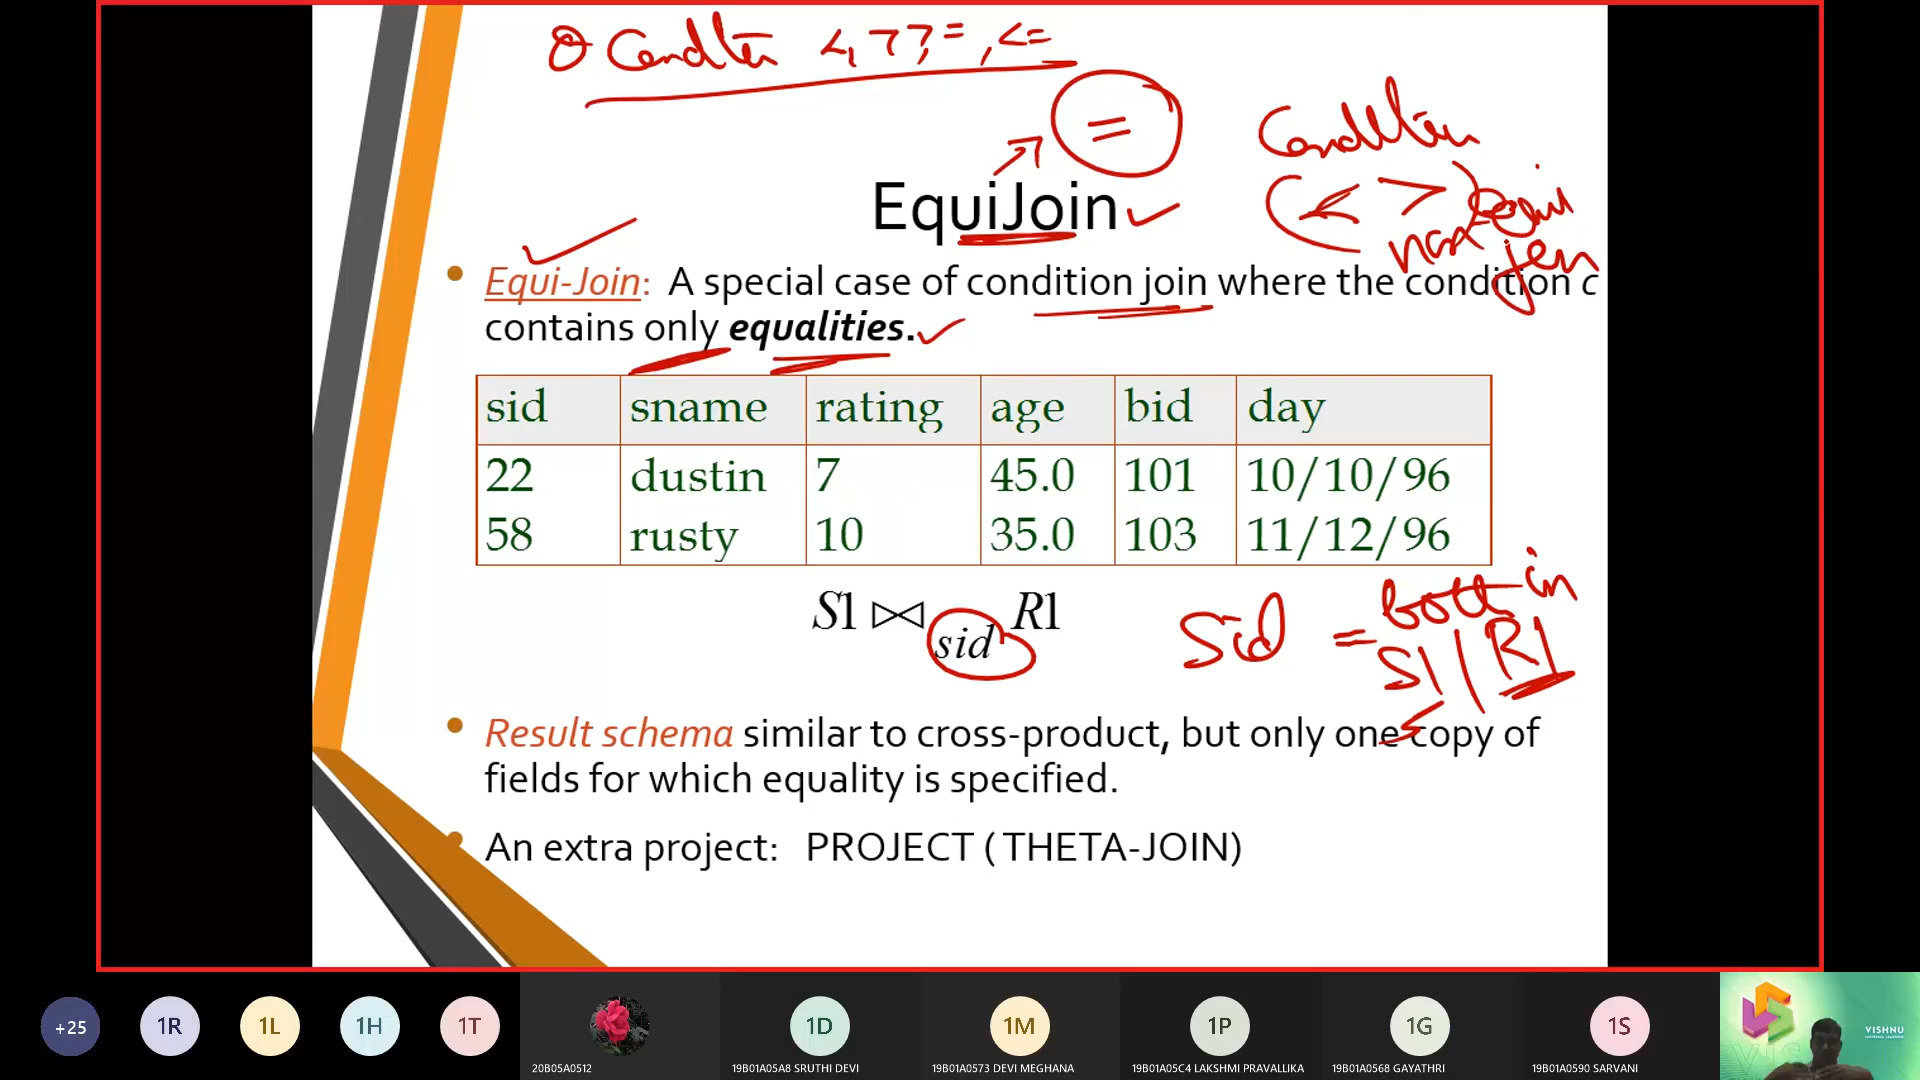 θ Condition <, >, >=, <=
=
Condition
(< >)
non equi
join
EquiJoin
• Equi-Join: A special case of condition join where the condition c
contains only equalities.
sid sname rating age bid day
22 dustin 7 45.0 101 10/10/96
58 rusty 10 35.0 103 11/12/96
S1 ⋈ sid R1
Sid = both in
S1 / R1
• Result schema similar to cross-product, but only one copy of
fields for which equality is specified.
• An extra project: PROJECT ( THETA-JOIN)
+25 1R 1L 1H 1T 1D 1M 1P 1G 1S
VISHNU
20B05A0512 19B01A05A8 SRUTHI DEVI 19B01A0573 DEVI MEGHANA 19B01A05C4 LAKSHMI PRAVALLIKA 19B01A0568 GAYATHRI 19B01A0590 SARVANI